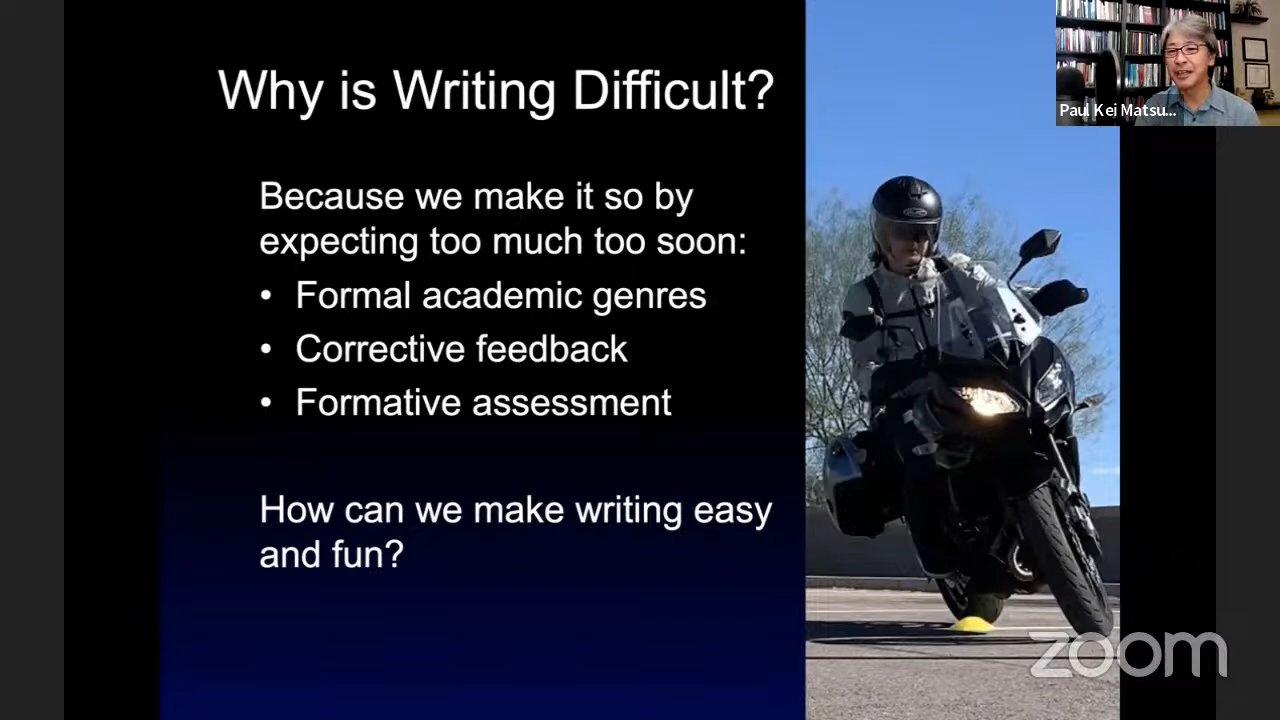 Why is Writing Difficult?
Because we make it so by
expecting too much too soon:
• Formal academic genres
• Corrective feedback
• Formative assessment
How can we make writing easy
and fun?
Paul Kei Matsu...
zoom